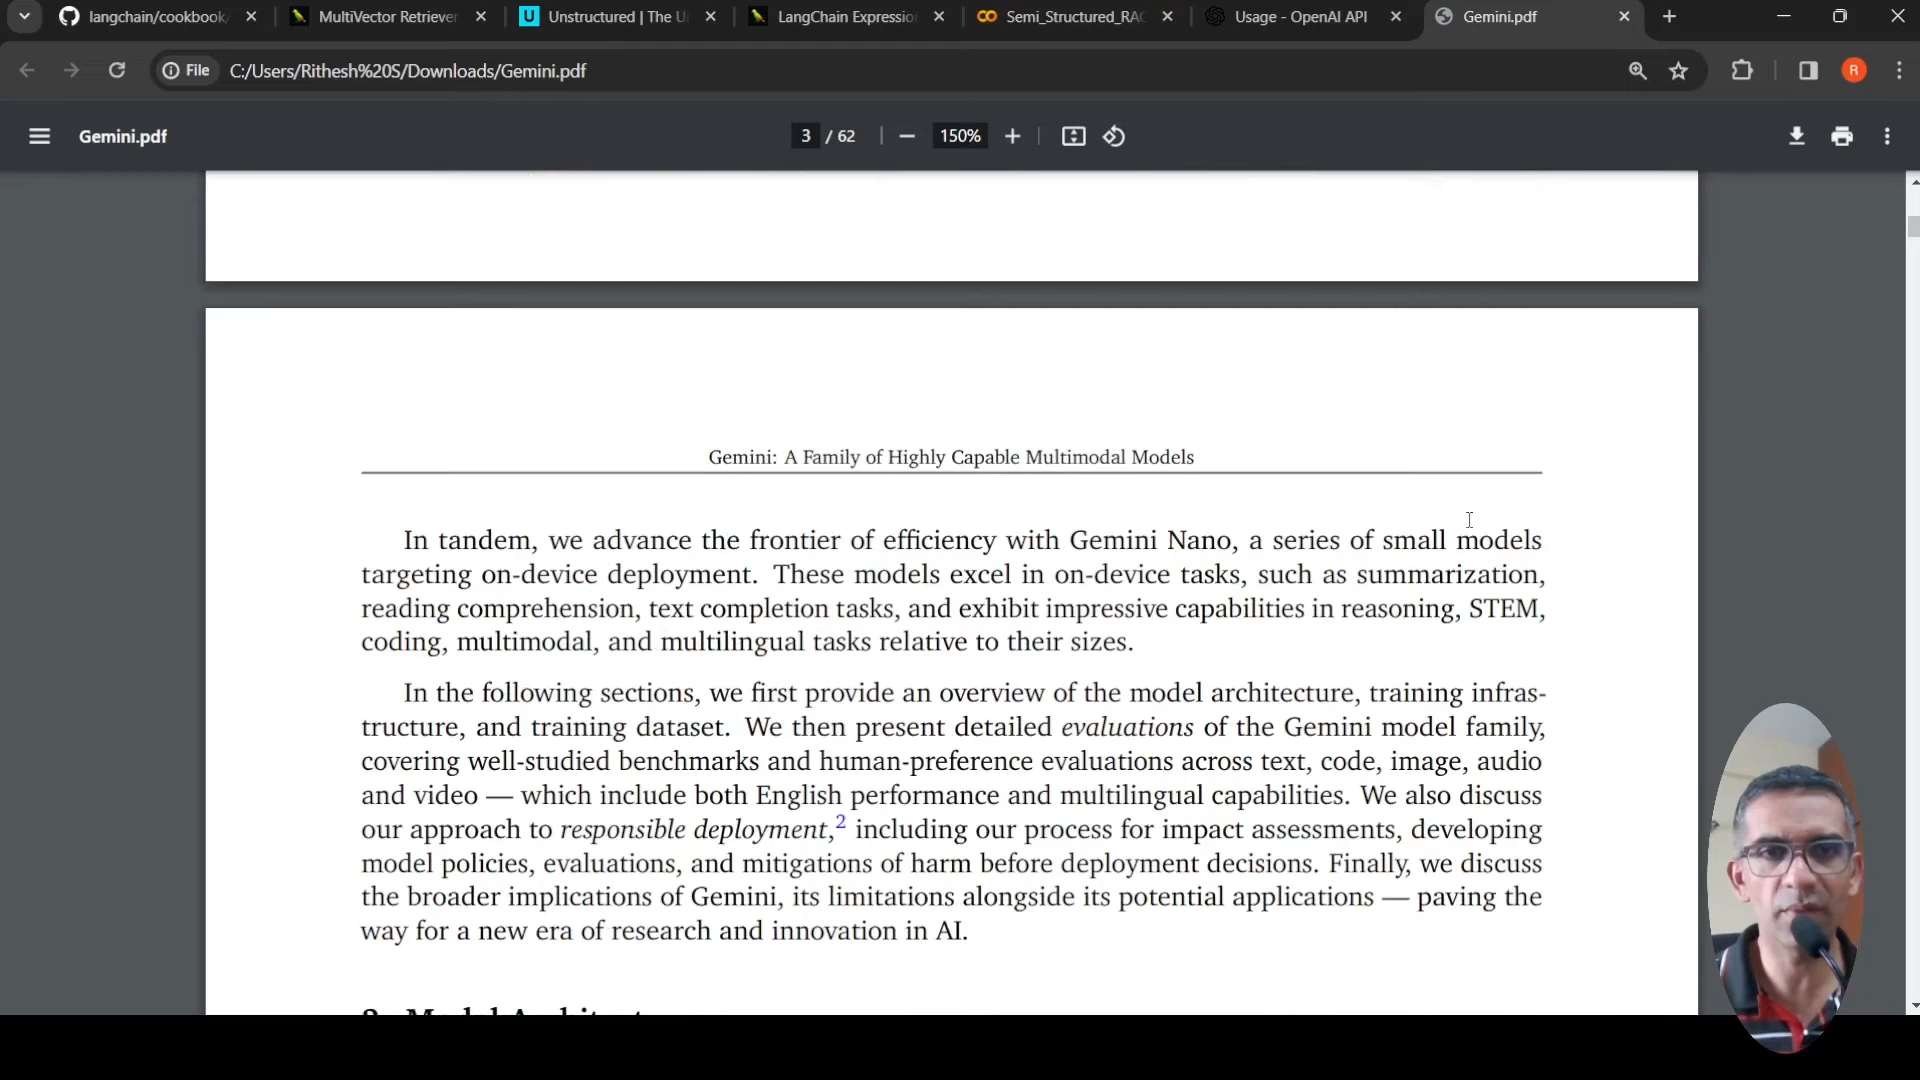 langchain/cookbook/
MultiVector Retriever
Unstructured | The U
LangChain Expressio
Semi_Structured_RAG
Usage - OpenAI API
Gemini.pdf
File
C:/Users/Rithesh%20S/Downloads/Gemini.pdf
R
Gemini.pdf
3 / 62
150%
Gemini: A Family of Highly Capable Multimodal Models
In tandem, we advance the frontier of efficiency with Gemini Nano, a series of small models
targeting on-device deployment. These models excel in on-device tasks, such as summarization,
reading comprehension, text completion tasks, and exhibit impressive capabilities in reasoning, STEM,
coding, multimodal, and multilingual tasks relative to their sizes.
In the following sections, we first provide an overview of the model architecture, training infras-
tructure, and training dataset. We then present detailed evaluations of the Gemini model family,
covering well-studied benchmarks and human-preference evaluations across text, code, image, audio
and video — which include both English performance and multilingual capabilities. We also discuss
our approach to responsible deployment,2 including our process for impact assessments, developing
model policies, evaluations, and mitigations of harm before deployment decisions. Finally, we discuss
the broader implications of Gemini, its limitations alongside its potential applications — paving the
way for a new era of research and innovation in AI.